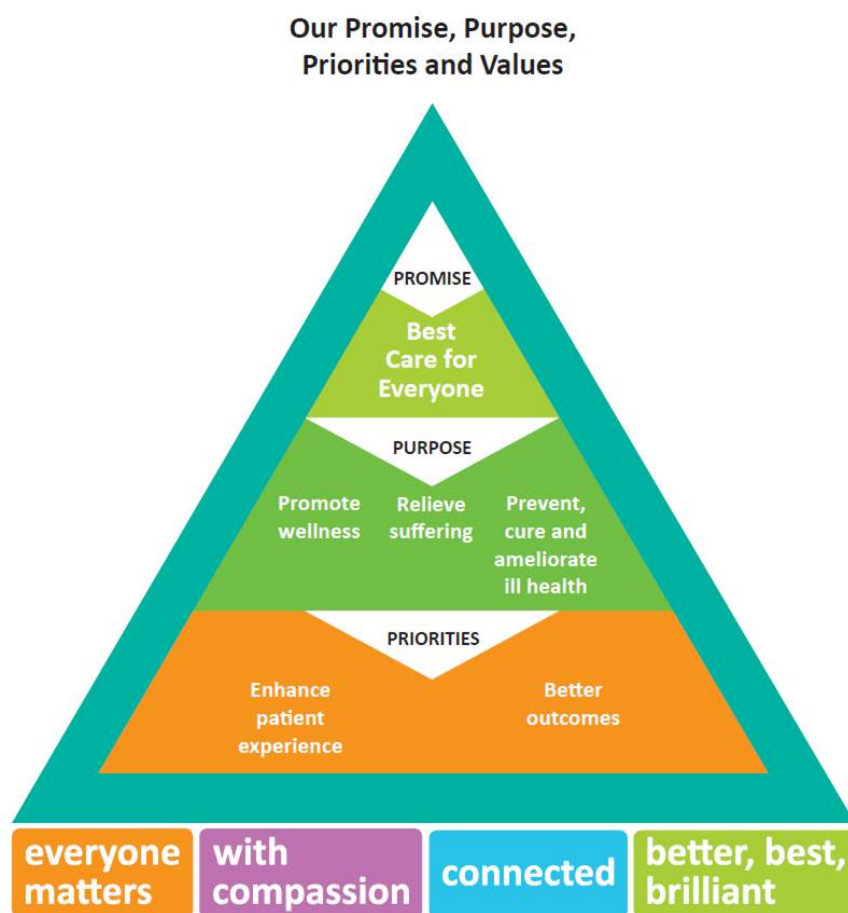 Our Promise, Purpose,
Priorities and Values
PROMISE
Best
Care for
Everyone
PURPOSE
Promote
wellness
Relieve
suffering
Prevent,
cure and
ameliorate
ill health
PRIORITIES
Enhance
patient
experience
Better
outcomes
everyone
matters
with
compassion
connected
better, best,
brilliant